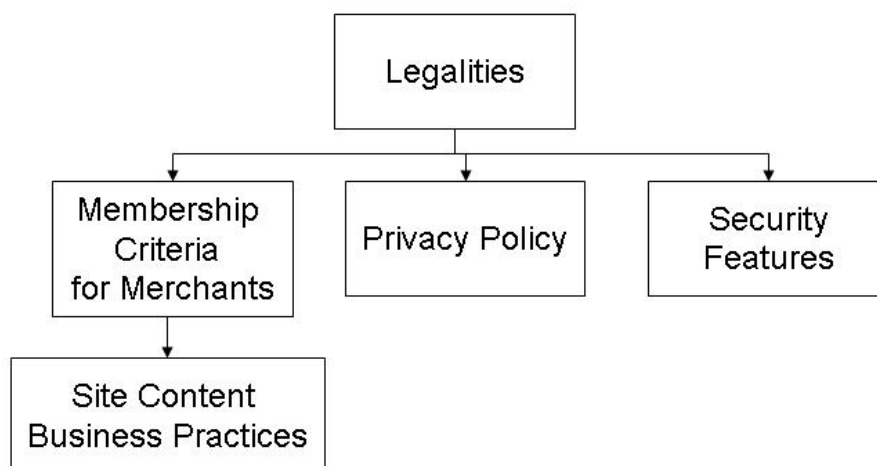 Legalities
Membership
Criteria
for Merchants
Privacy Policy
Security
Features
Site Content
Business Practices